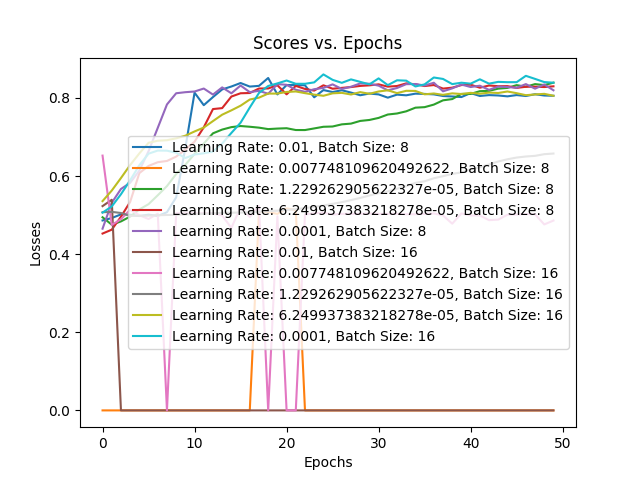 Scores vs. Epochs
Losses
0.8
0.6
0.4
0.2
0.0
Learning Rate: 0.01, Batch Size: 8
Learning Rate: 0.007748109620492622, Batch Size: 8
Learning Rate: 1.229262905622327e-05, Batch Size: 8
Learning Rate: 6.249937383218278e-05, Batch Size: 8
Learning Rate: 0.0001, Batch Size: 8
Learning Rate: 0.01, Batch Size: 16
Learning Rate: 0.007748109620492622, Batch Size: 16
Learning Rate: 1.229262905622327e-05, Batch Size: 16
Learning Rate: 6.249937383218278e-05, Batch Size: 16
Learning Rate: 0.0001, Batch Size: 16
0 10 20 30 40 50
Epochs